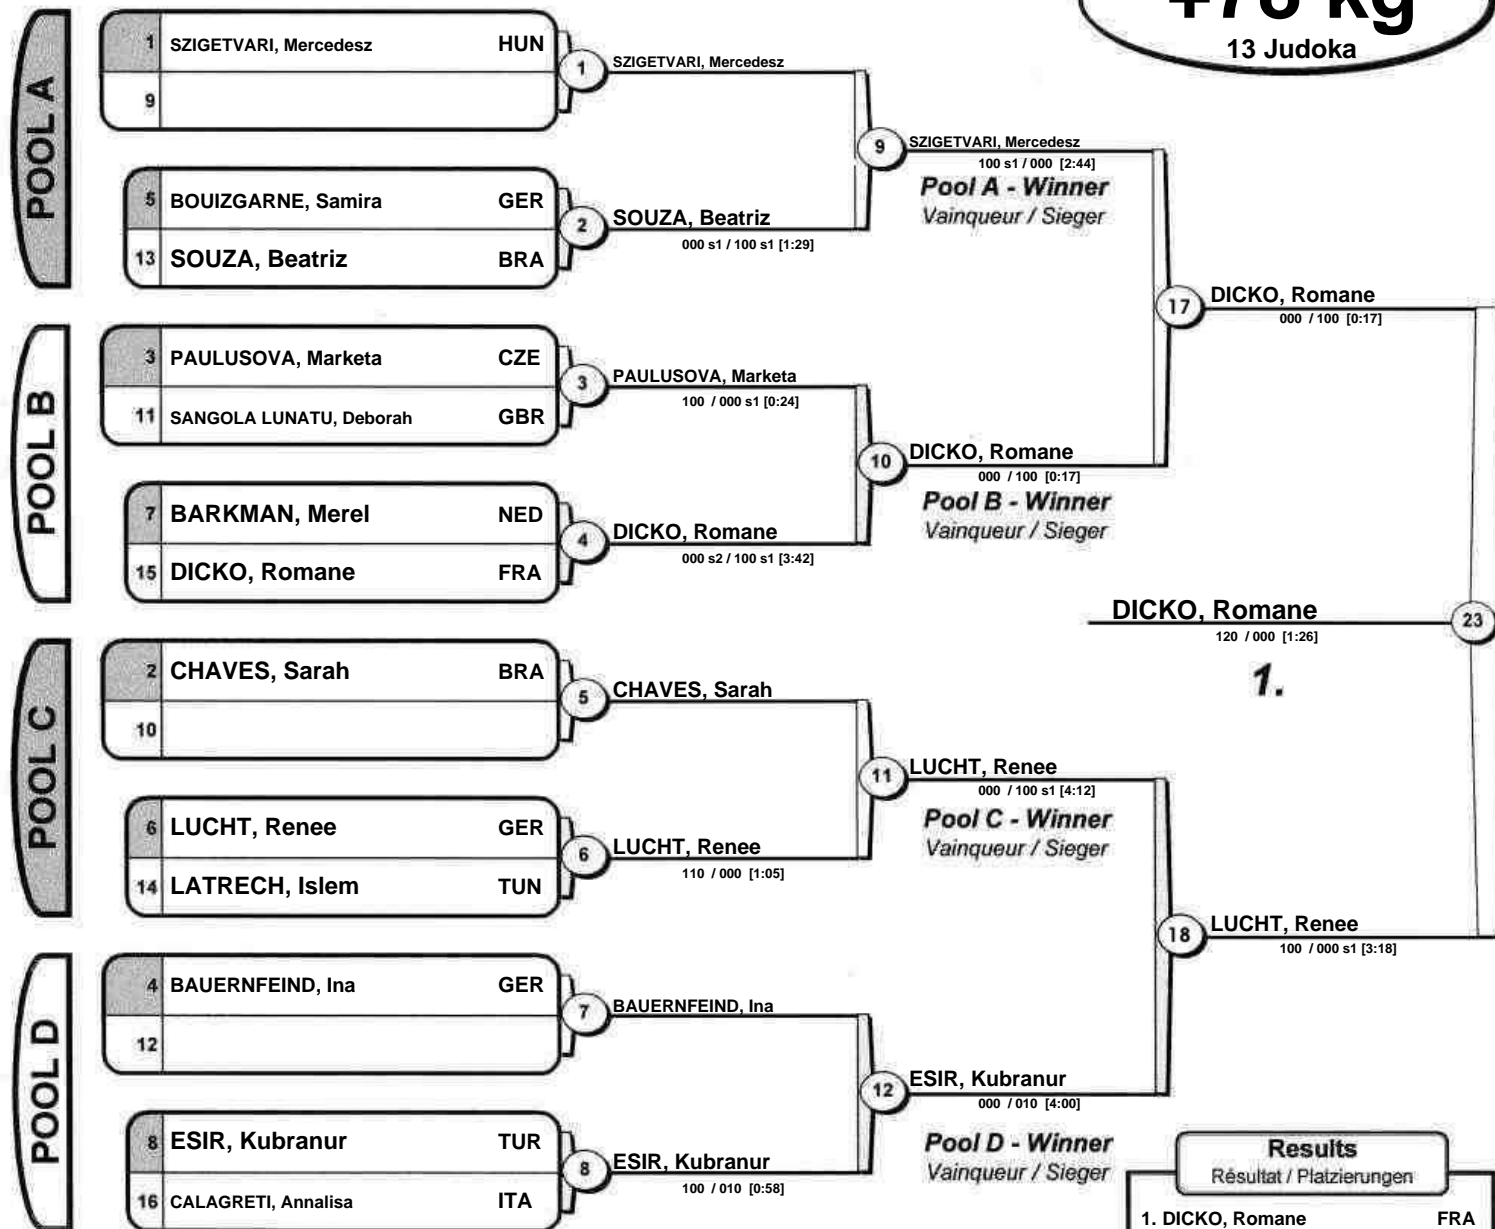 +78 kg
13 Judoka
POOL A
1 SZIGETVARI, Mercedesz HUN
9
1 SZIGETVARI, Mercedesz
5 BOUIZGARNE, Samira GER
13 SOUZA, Beatriz BRA
2 SOUZA, Beatriz
000 s1 / 100 s1 [1:29]
9 SZIGETVARI, Mercedesz
100 s1 / 000 [2:44]
Pool A - Winner
Vainqueur / Sieger
POOL B
3 PAULUSOVA, Marketa CZE
11 SANGOLA LUNATU, Deborah GBR
3 PAULUSOVA, Marketa
100 / 000 s1 [0:24]
7 BARKMAN, Merel NED
15 DICKO, Romane FRA
4 DICKO, Romane
000 s2 / 100 s1 [3:42]
10 DICKO, Romane
000 / 100 [0:17]
Pool B - Winner
Vainqueur / Sieger
17 DICKO, Romane
000 / 100 [0:17]
DICKO, Romane 23
120 / 000 [1:26]
1.
POOL C
2 CHAVES, Sarah BRA
10
5 CHAVES, Sarah
6 LUCHT, Renee GER
14 LATRECH, Islem TUN
6 LUCHT, Renee
110 / 000 [1:05]
11 LUCHT, Renee
000 / 100 s1 [4:12]
Pool C - Winner
Vainqueur / Sieger
18 LUCHT, Renee
100 / 000 s1 [3:18]
POOL D
4 BAUERNFEIND, Ina GER
12
7 BAUERNFEIND, Ina
8 ESIR, Kubranur TUR
16 CALAGRETI, Annalisa ITA
8 ESIR, Kubranur
100 / 010 [0:58]
12 ESIR, Kubranur
000 / 010 [4:00]
Pool D - Winner
Vainqueur / Sieger
Results
Résultat / Platzierungen
1. DICKO, Romane FRA